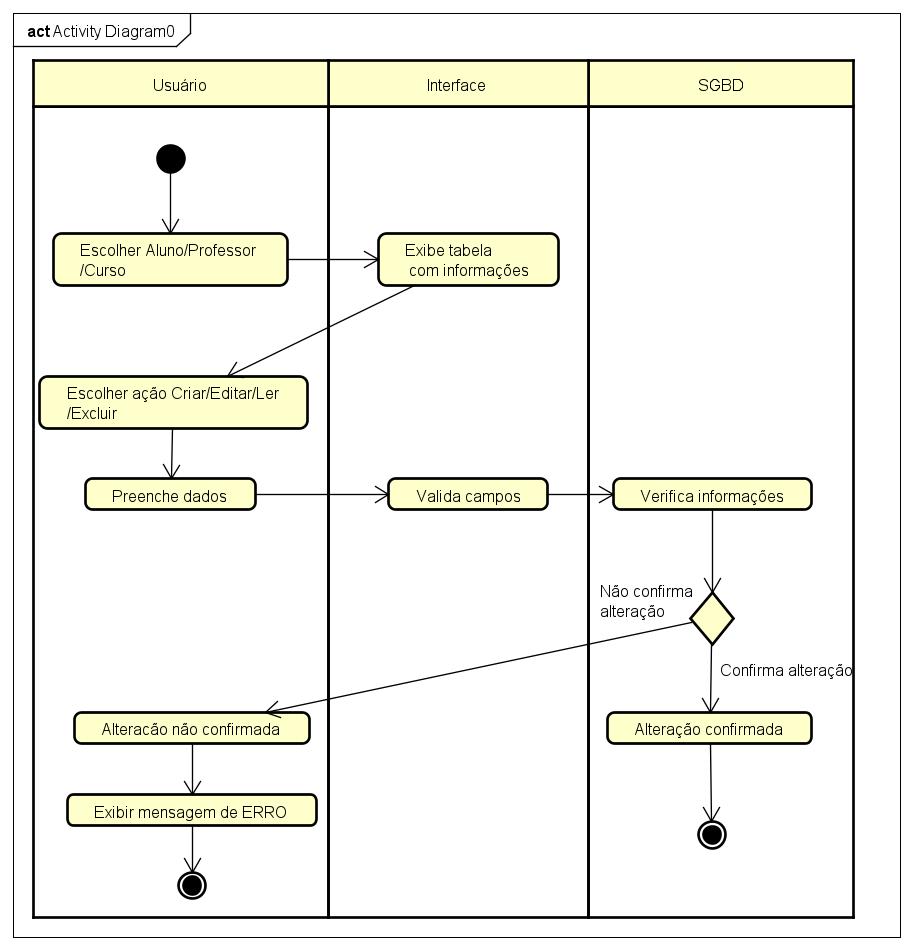 act Activity Diagram0
Usuário
Interface
SGBD
Escolher Aluno/Professor
/Curso
Exibe tabela
com informações
Escolher ação Criar/Editar/Ler
/Excluir
Preenche dados
Valida campos
Verifica informações
Não confirma
alteração
Confirma alteração
Alteracão não confirmada
Alteração confirmada
Exibir mensagem de ERRO